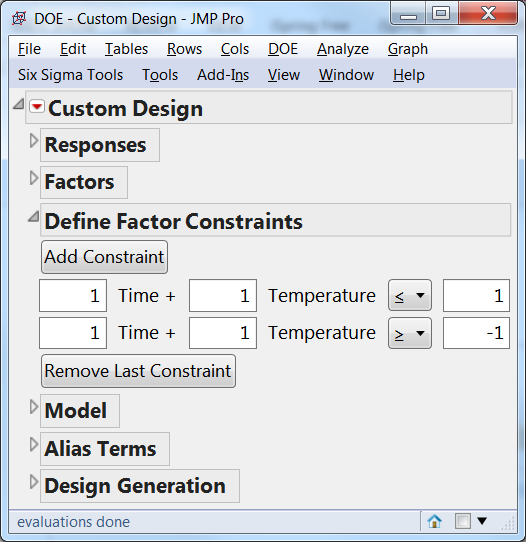 DOE - Custom Design - JMP Pro
File Edit Tables Rows Cols DOE Analyze Graph
Six Sigma Tools Tools Add-Ins View Window Help
Custom Design
Responses
Factors
Define Factor Constraints
Add Constraint
1 Time + 1 Temperature ≤ 1
1 Time + 1 Temperature ≥ -1
Remove Last Constraint
Model
Alias Terms
Design Generation
evaluations done